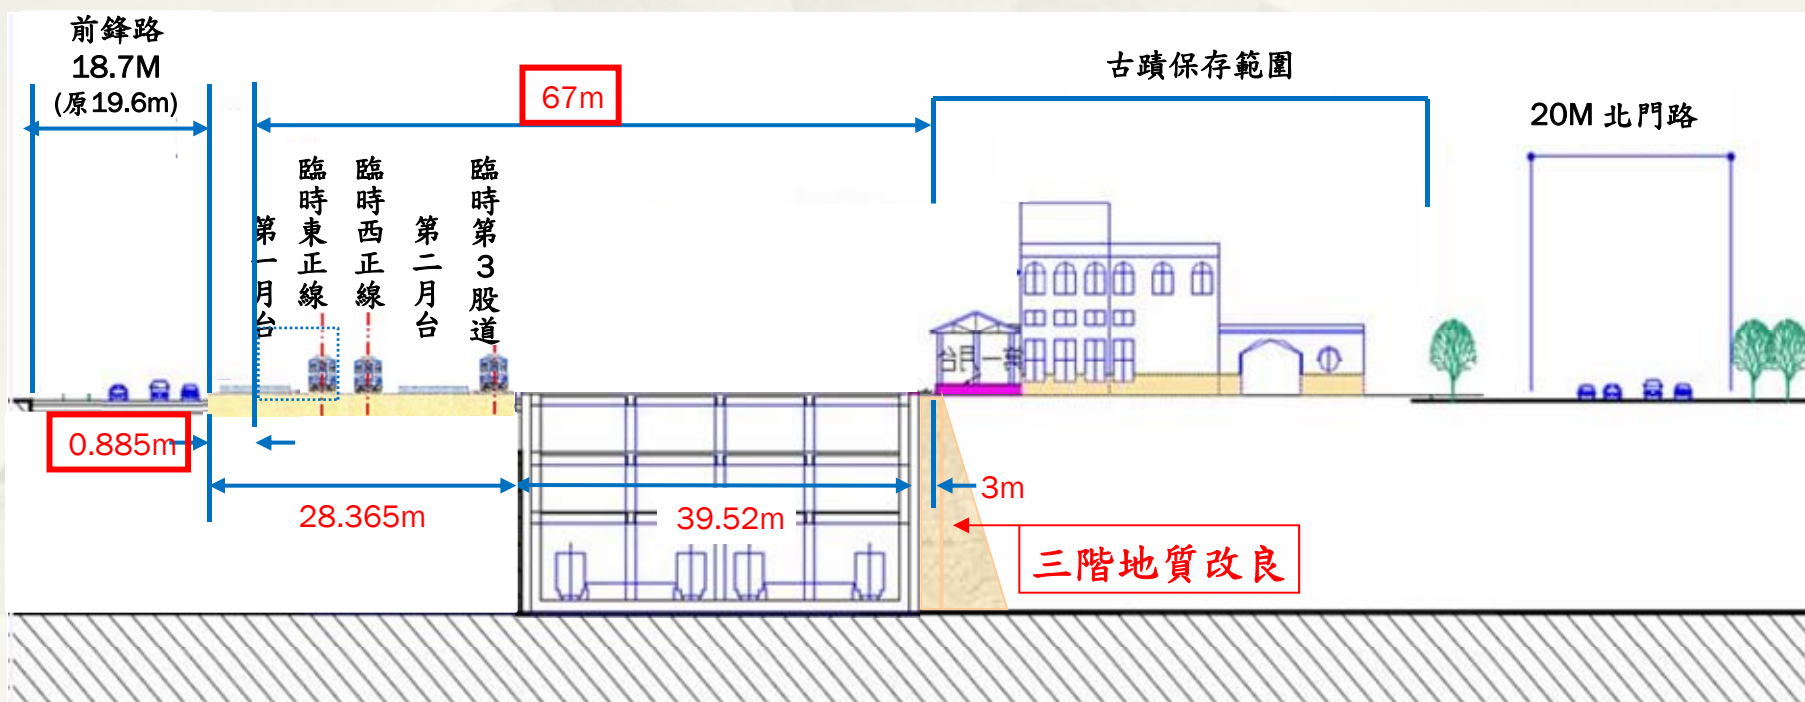 前鋒路
18.7M
(原19.6m)
67m
古蹟保存範圍
20M 北門路
第一月台
臨時東正線
臨時西正線
第二月台
臨時第3股道
0.885m
28.365m
39.52m
3m
三階地質改良